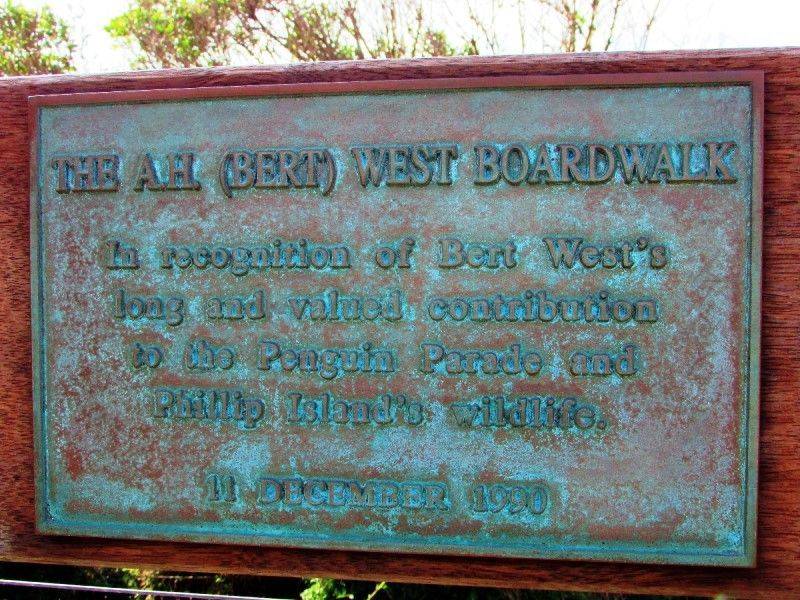 THE A.H. (BERT) WEST BOARDWALK
In recognition of Bert West's
long and valued contribution
to the Penguin Parade and
Phillip Island's wildlife.
11 DECEMBER 1990